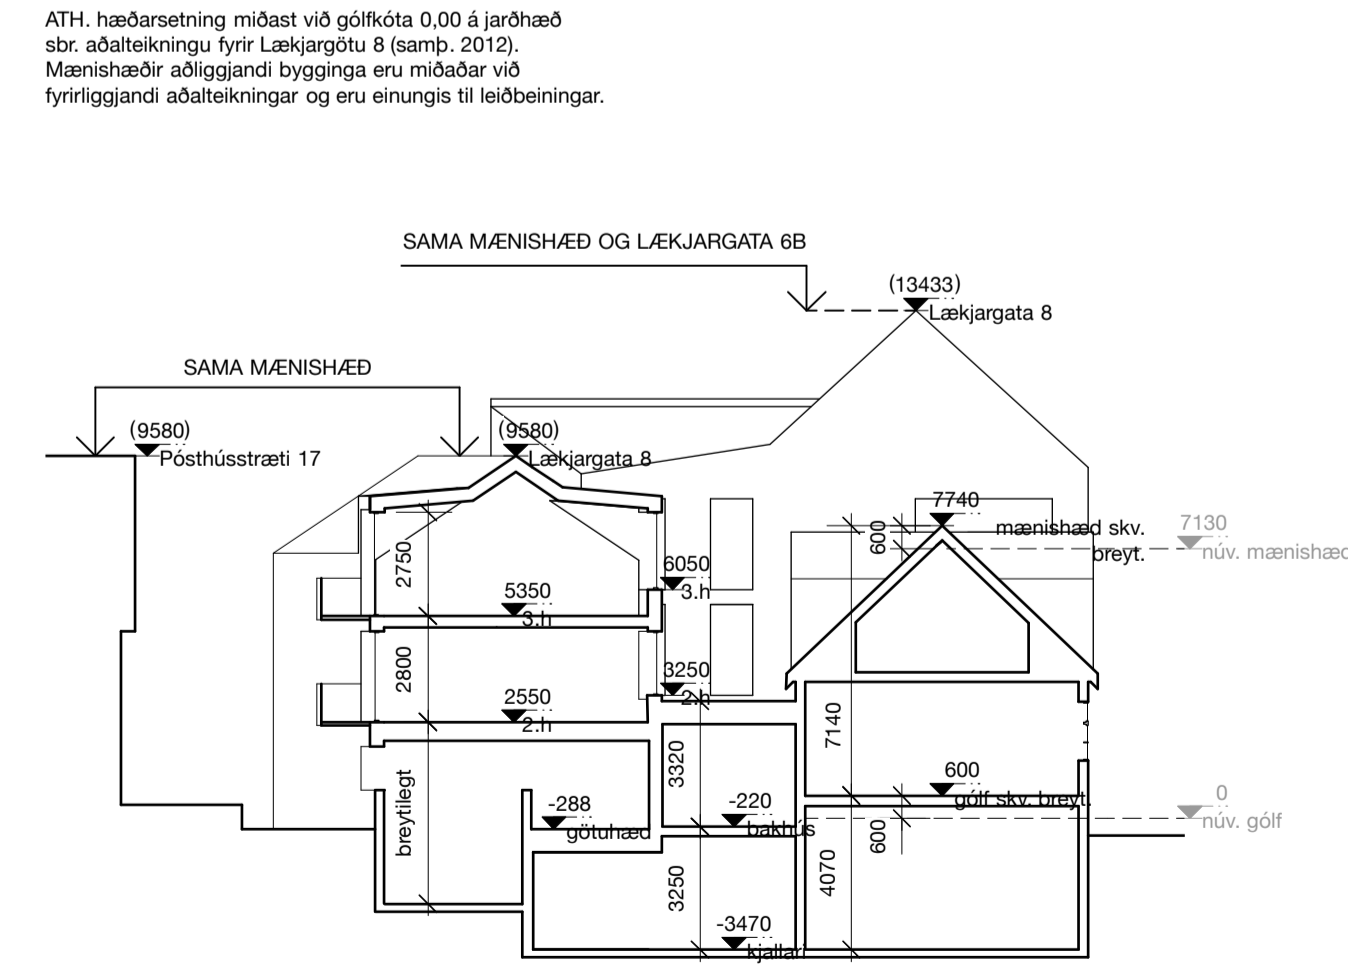 ATH. hæðarsetning miðast við gólfkóta 0,00 á jarðhæð
sbr. aðalteikningu fyrir Lækjargötu 8 (samþ. 2012).
Mænishæðir aðliggjandi bygginga eru miðaðar við
fyrirliggjandi aðalteikningar og eru einungis til leiðbeiningar.
SAMA MÆNISHÆÐ OG LÆKJARGATA 6B
(13433)
Lækjargata 8
SAMA MÆNISHÆÐ
(9580)
Pósthússtræti 17
(9580)
Lækjargata 8
7740
mænishæð skv.
breyt.
7130
núv. mænishæð
600
2750
6050
3.h
5350
3.h
2800
3250
2.h
2550
2.h
7140
3320
600
gólf skv. breyt.
0
núv. gólf
breytilegt
-288
götuhæð
-220
bakhús
600
4070
3250
-3470
kjallari